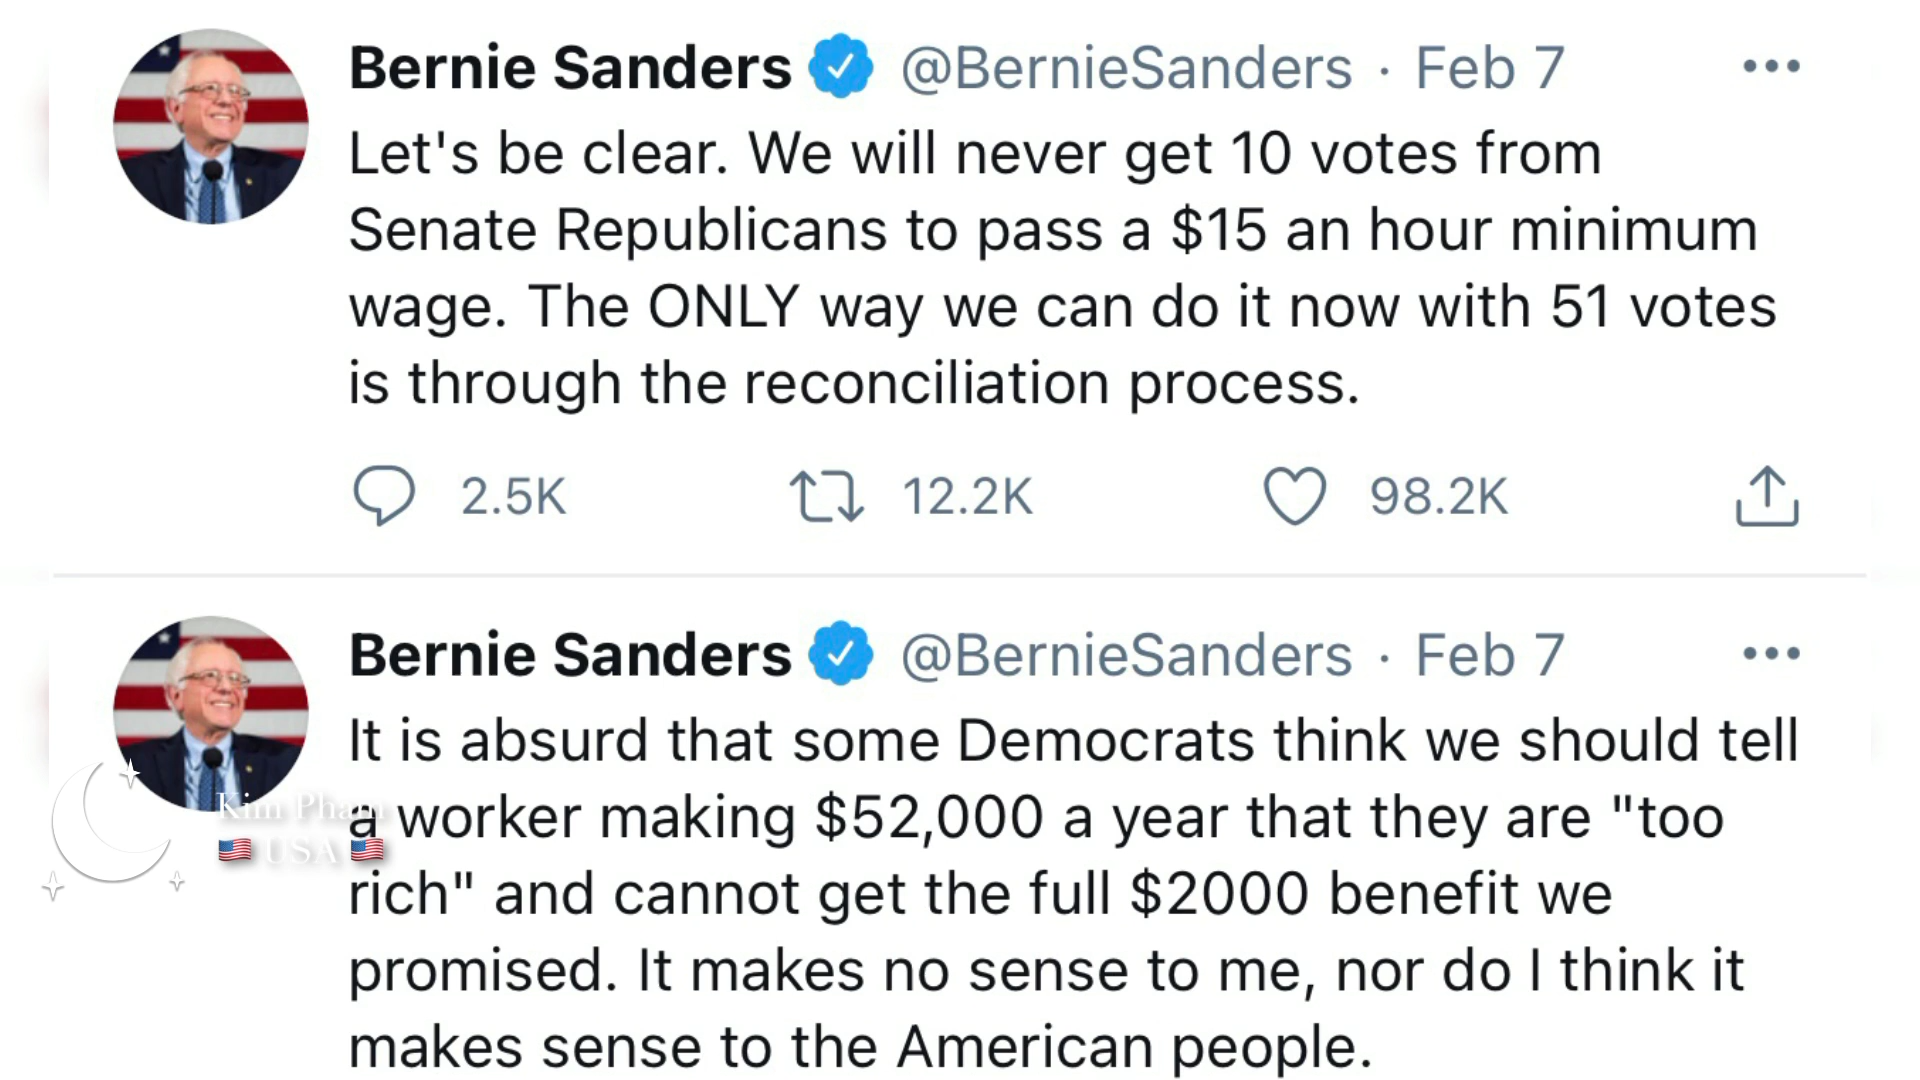 Bernie Sanders @BernieSanders · Feb 7
Let's be clear. We will never get 10 votes from
Senate Republicans to pass a $15 an hour minimum
wage. The ONLY way we can do it now with 51 votes
is through the reconciliation process.
2.5K 12.2K 98.2K
Bernie Sanders @BernieSanders · Feb 7
It is absurd that some Democrats think we should tell
a worker making $52,000 a year that they are "too
rich" and cannot get the full $2000 benefit we
promised. It makes no sense to me, nor do I think it
makes sense to the American people.
Kim Pham
🇺🇸 USA 🇺🇸